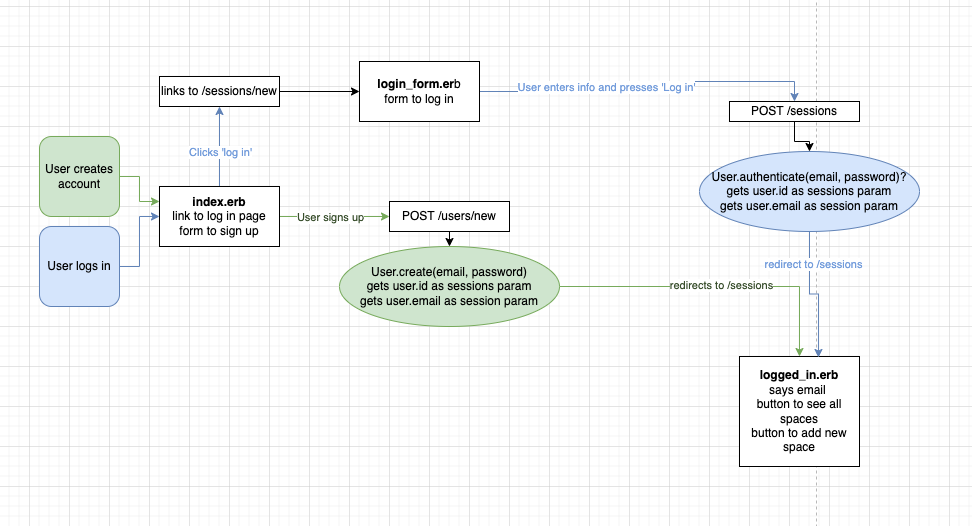 links to /sessions/new
login_form.erb
form to log in
User enters info and presses 'Log in'
POST /sessions
Clicks 'log in'
User creates
account
User logs in
index.erb
link to log in page
form to sign up
User signs up
POST /users/new
User.create(email, password)
gets user.id as sessions param
gets user.email as session param
User.authenticate(email, password)?
gets user.id as sessions param
gets user.email as session param
redirect to /sessions
redirects to /sessions
logged_in.erb
says email
button to see all
spaces
button to add new
space